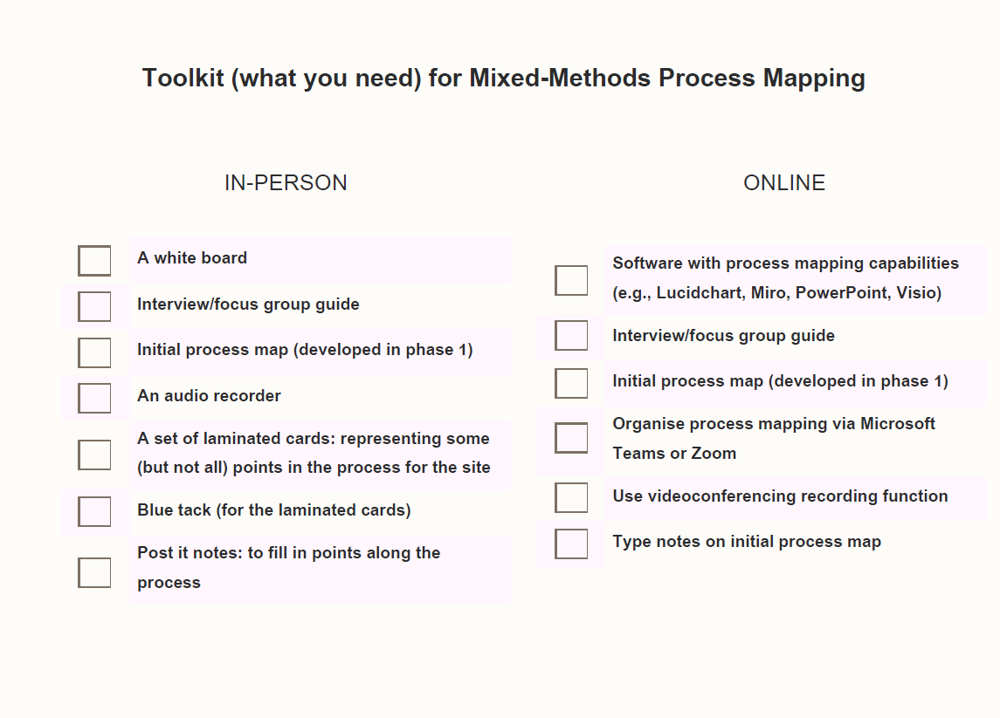 Toolkit (what you need) for Mixed-Methods Process Mapping
IN-PERSON
A white board
Interview/focus group guide
Initial process map (developed in phase 1)
An audio recorder
A set of laminated cards: representing some
(but not all) points in the process for the site
Blue tack (for the laminated cards)
Post it notes: to fill in points along the
process
ONLINE
Software with process mapping capabilities
(e.g., Lucidchart, Miro, PowerPoint, Visio)
Interview/focus group guide
Initial process map (developed in phase 1)
Organise process mapping via Microsoft
Teams or Zoom
Use videoconferencing recording function
Type notes on initial process map